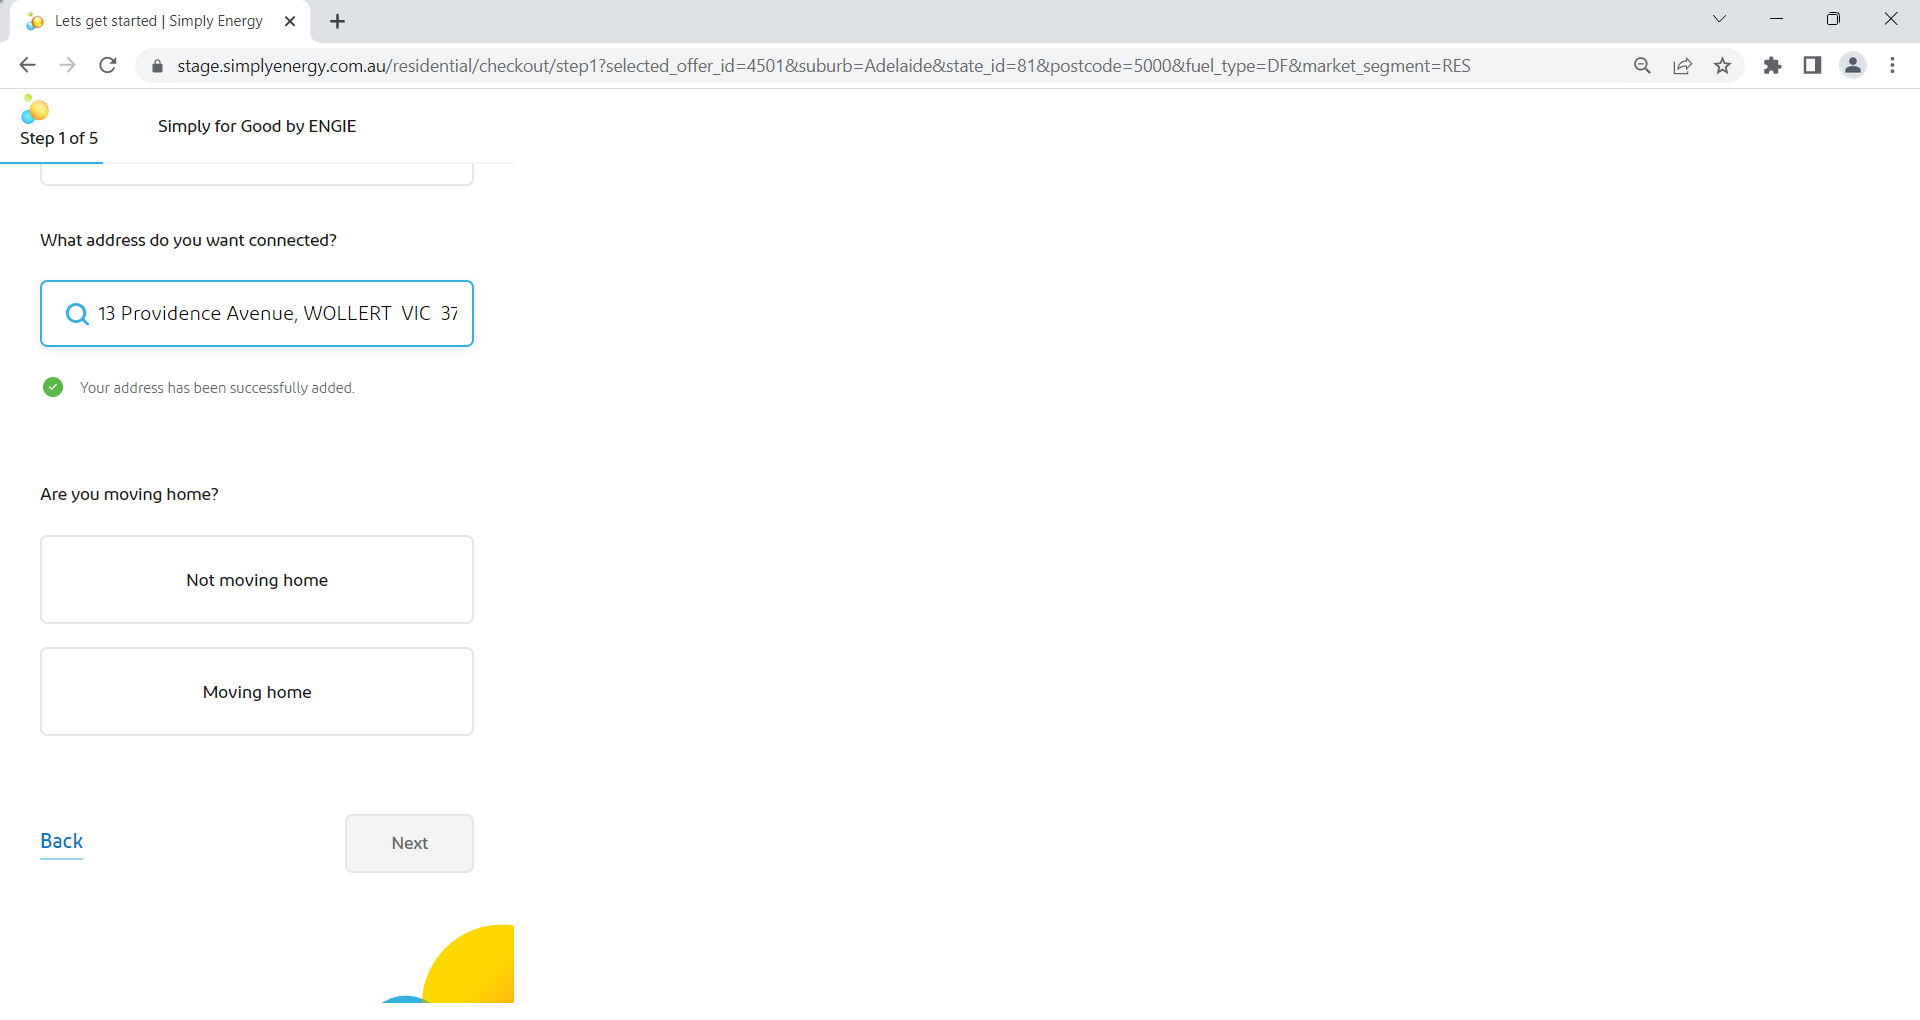 Lets get started | Simply Energy
stage.simplyenergy.com.au/residential/checkout/step1?selected_offer_id=4501&suburb=Adelaide&state_id=81&postcode=5000&fuel_type=DF&market_segment=RES
Step 1 of 5
Simply for Good by ENGIE
What address do you want connected?
13 Providence Avenue, WOLLERT  VIC  37
Your address has been successfully added.
Are you moving home?
Not moving home
Moving home
Back
Next